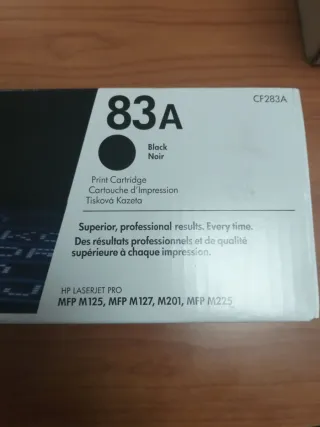 83A
CF283A
Black
Noir
Print Cartridge
Cartouche d'Impression
Tisková Kazeta
Superior, professional results. Every time.
Des résultats professionnels et de qualité
supérieure à chaque impression.
HP LASERJET PRO
MFP M125, MFP M127, M201, MFP M225